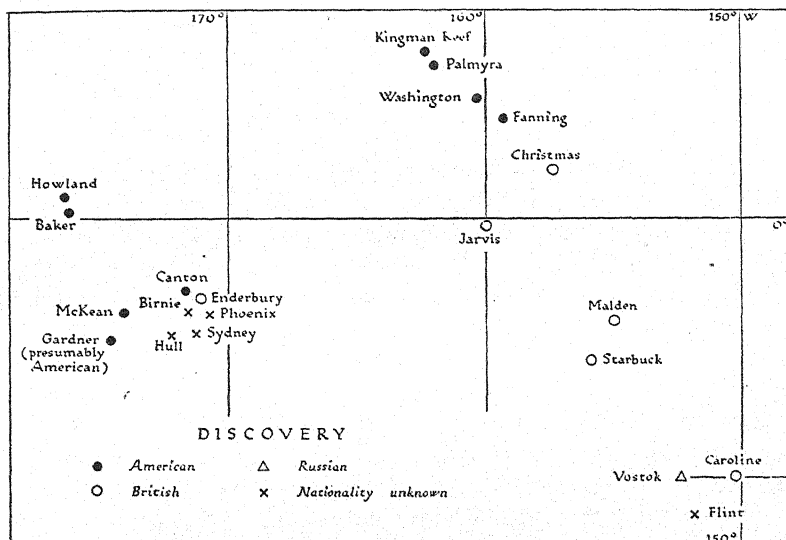 170°
160°
150° W
Kingman Reef
Palmyra
Washington
Fanning
Christmas
Howland
Baker
0°
Jarvis
Canton
Enderbury
Birnie
Phoenix
McKean
Malden
Gardner
(presumably
American)
Sydney
Hull
Starbuck
DISCOVERY
American
Russian
British
Nationality unknown
Vostok
Caroline
Flint
150°